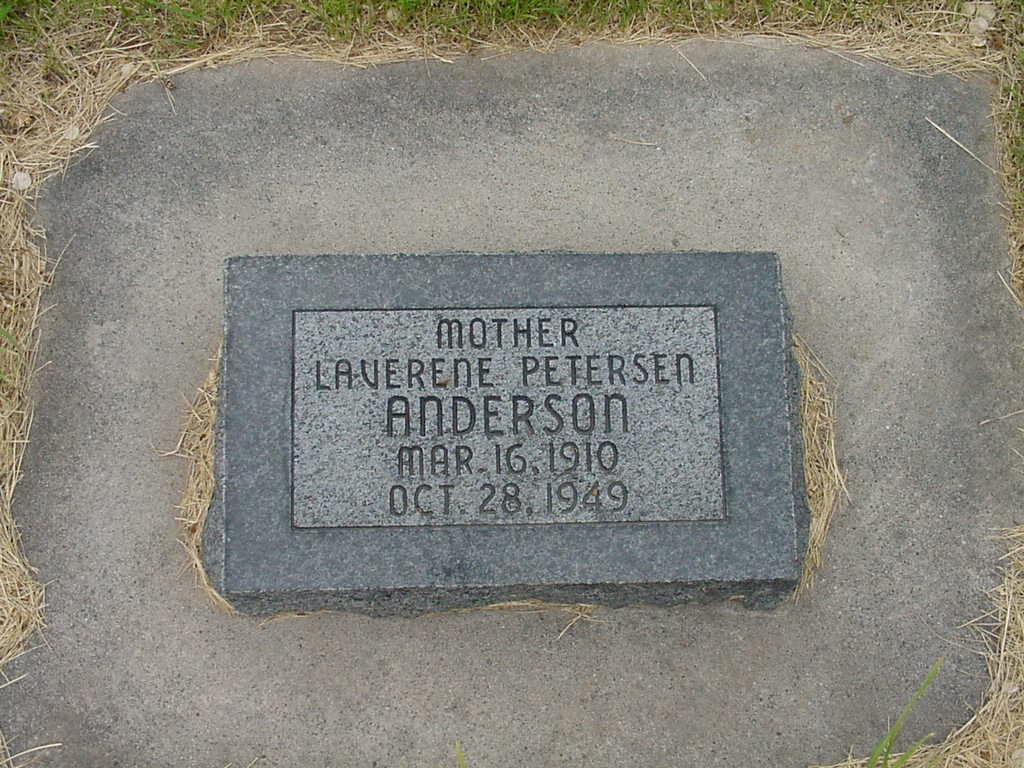 MOTHER
LAVERENE PETERSEN
ANDERSON
MAR. 16, 1910
OCT. 28, 1949